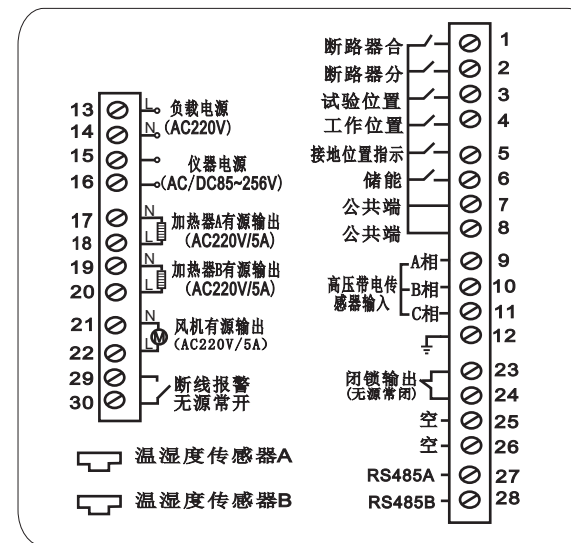 13 L 负载电源
14 N (AC220V)
15 仪器电源
16 (AC/DC85~256V)
17 N 加热器A有源输出
18 L (AC220V/5A)
19 N 加热器B有源输出
20 L (AC220V/5A)
21 N 风机有源输出
M
22 L (AC220V/5A)
29 断线报警
30 无源常开
温湿度传感器A
温湿度传感器B
断路器合 1
断路器分 2
试验位置 3
工作位置 4
接地位置指示 5
储能 6
公共端 7
公共端 8
A相 9
高压带电传 B相 10
感器输入 C相 11
12
闭锁输出 23
(无源常闭) 24
空 25
空 26
RS485A 27
RS485B 28